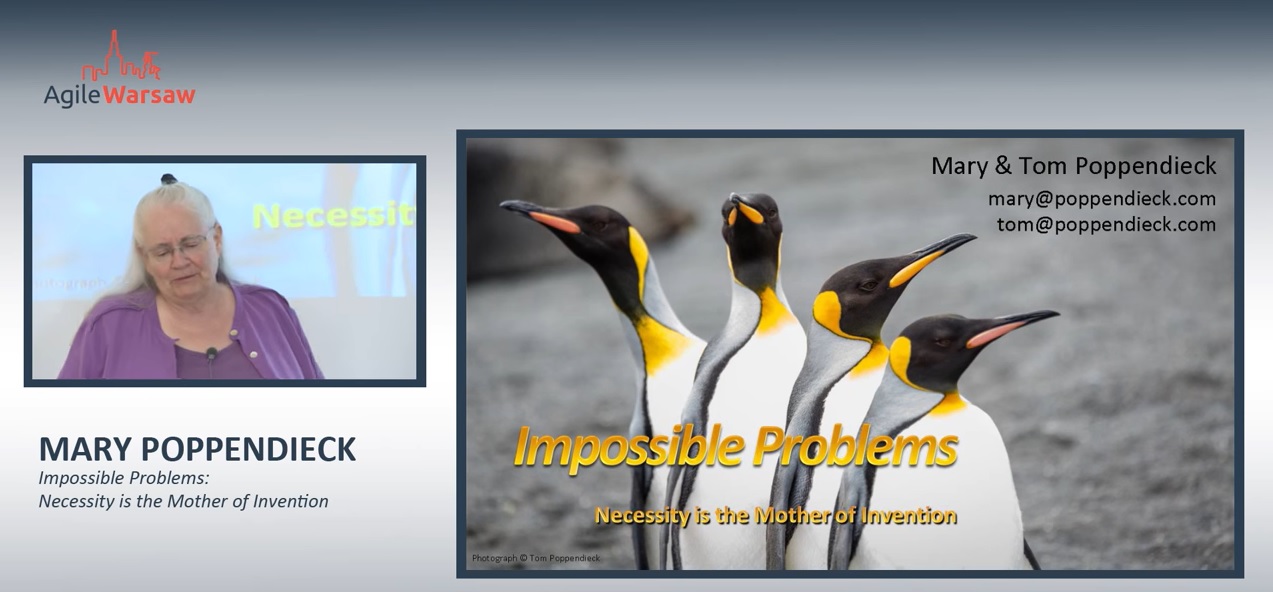 AgileWarsaw
Necessit
otograph
MARY POPPENDIECK
Impossible Problems:
Necessity is the Mother of Invention
Mary & Tom Poppendieck
mary@poppendieck.com
tom@poppendieck.com
Impossible Problems
Necessity is the Mother of Invention
Photograph © Tom Poppendieck